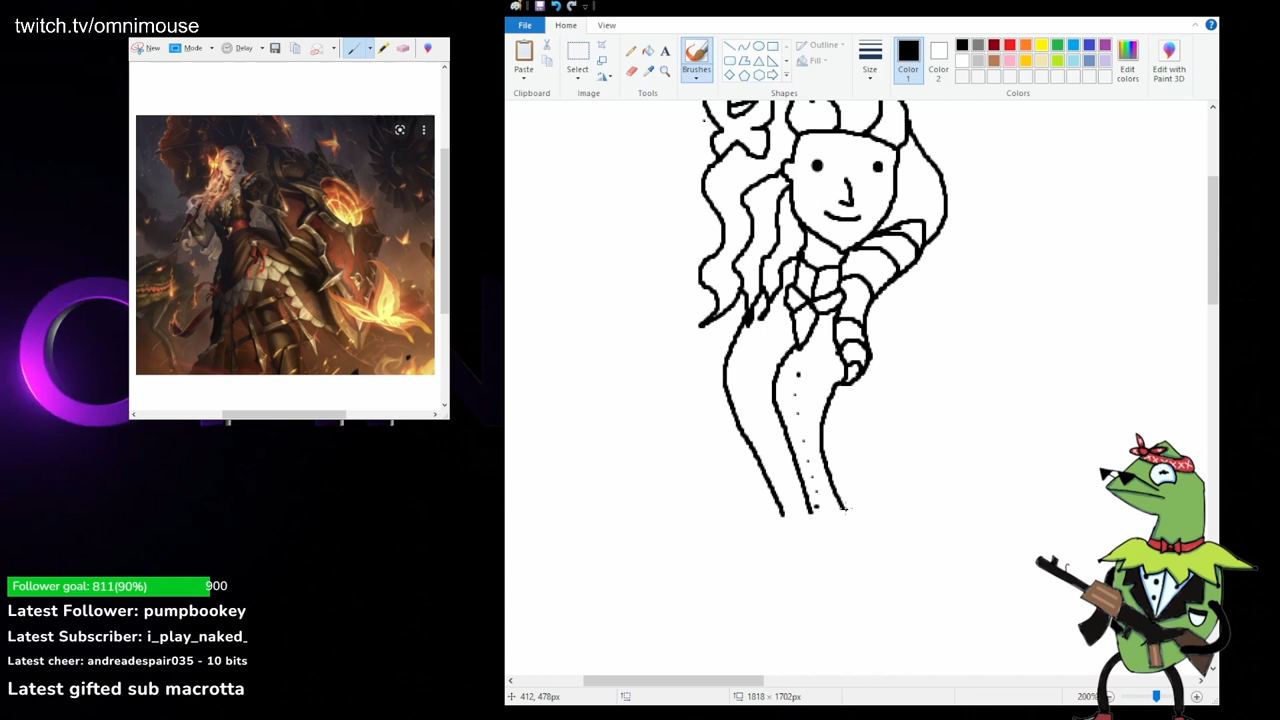 twitch.tv/omnimouse
New
Mode
Delay
File
Home
View
Paste
Select
Brushes
Outline
Fill
Size
Color
1
Color
2
Edit
colors
Edit with
Paint 3D
Clipboard
Image
Tools
Shapes
Colors
Follower goal: 811(90%)
900
Latest Follower: pumpbookey
Latest Subscriber: i_play_naked_
Latest cheer: andreadespair035 - 10 bits
Latest gifted sub macrotta
412, 478px
1818 × 1702px
200%